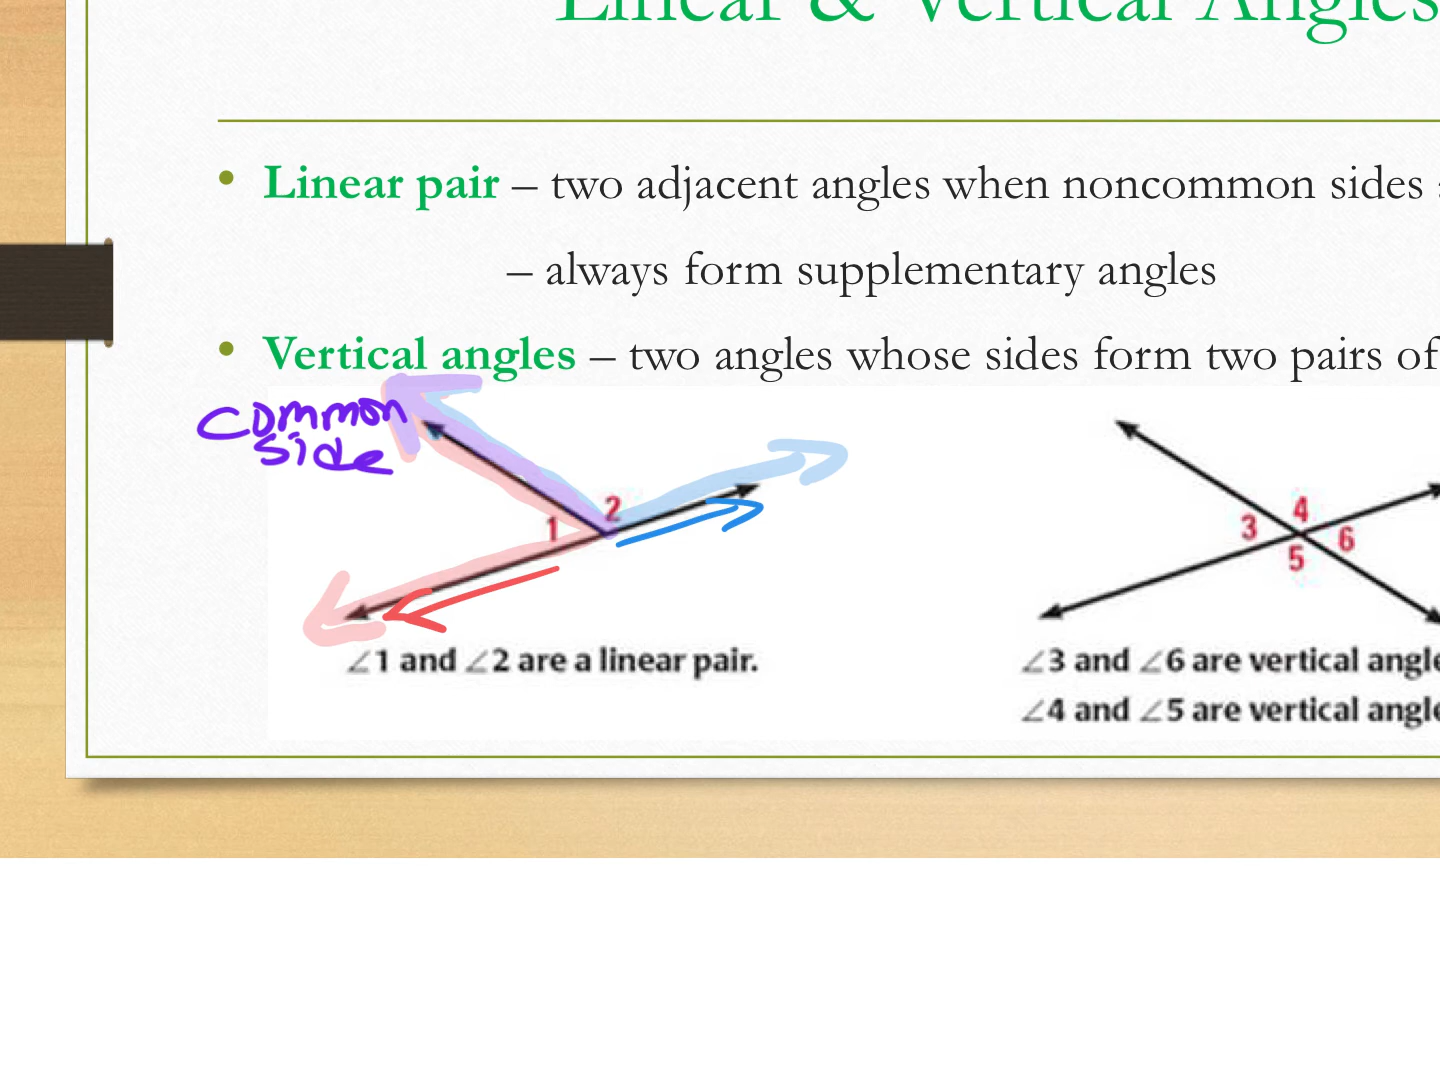 Linear & Vertical Angles
• Linear pair – two adjacent angles when noncommon sides
– always form supplementary angles
• Vertical angles – two angles whose sides form two pairs of
common
side
2
1
4
3
6
5
∠1 and ∠2 are a linear pair.
∠3 and ∠6 are vertical angle
∠4 and ∠5 are vertical angle